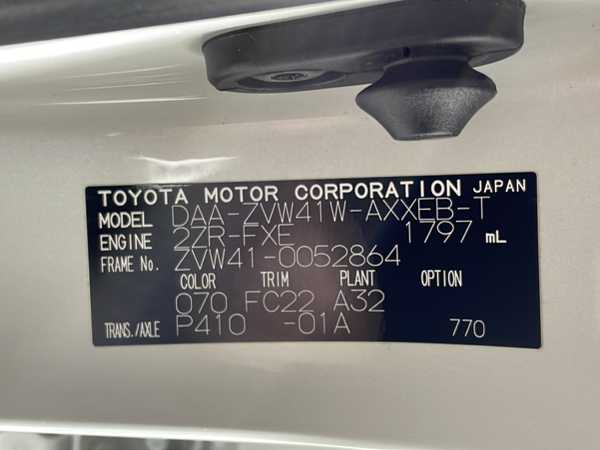 TOYOTA MOTOR CORPORATION JAPAN
MODEL DAA-ZVW41W-AXXEB-T
ENGINE 2ZR-FXE 1797 mL
FRAME No. ZVW41-0052864
COLOR TRIM PLANT OPTION
070 FC22 A32
TRANS./AXLE P410 -01A 770